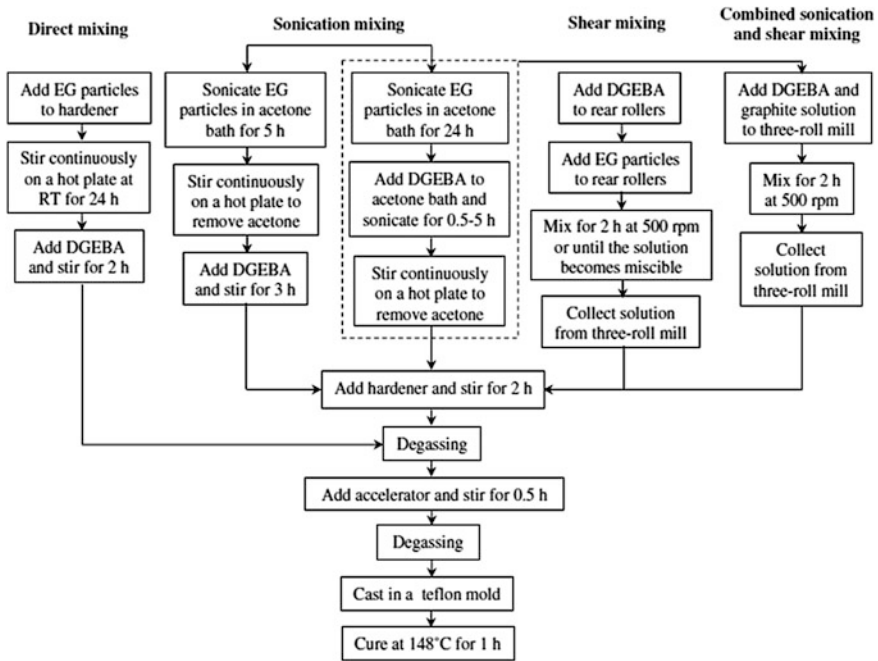 Direct mixing
Add EG particles
to hardener
Stir continuously
on a hot plate at
RT for 24 h
Add DGEBA
and stir for 2 h
Sonication mixing
Sonicate EG
particles in acetone
bath for 5 h
Stir continuously
on a hot plate to
remove acetone
Add DGEBA
and stir for 3 h
Sonicate EG
particles in acetone
bath for 24 h
Add DGEBA to
acetone bath and
sonicate for 0.5-5 h
Stir continuously
on a hot plate to
remove acetone
Shear mixing
Add DGEBA
to rear rollers
Add EG particles
to rear rollers
Mix for 2 h at 500 rpm
or until the solution
becomes miscible
Collect solution
from three-roll mill
Combined sonication
and shear mixing
Add DGEBA and
graphite solution
to three-roll mill
Mix for 2 h
at 500 rpm
Collect
solution from
three-roll mill
Add hardener and stir for 2 h
Degassing
Add accelerator and stir for 0.5 h
Degassing
Cast in a teflon mold
Cure at 148°C for 1 h